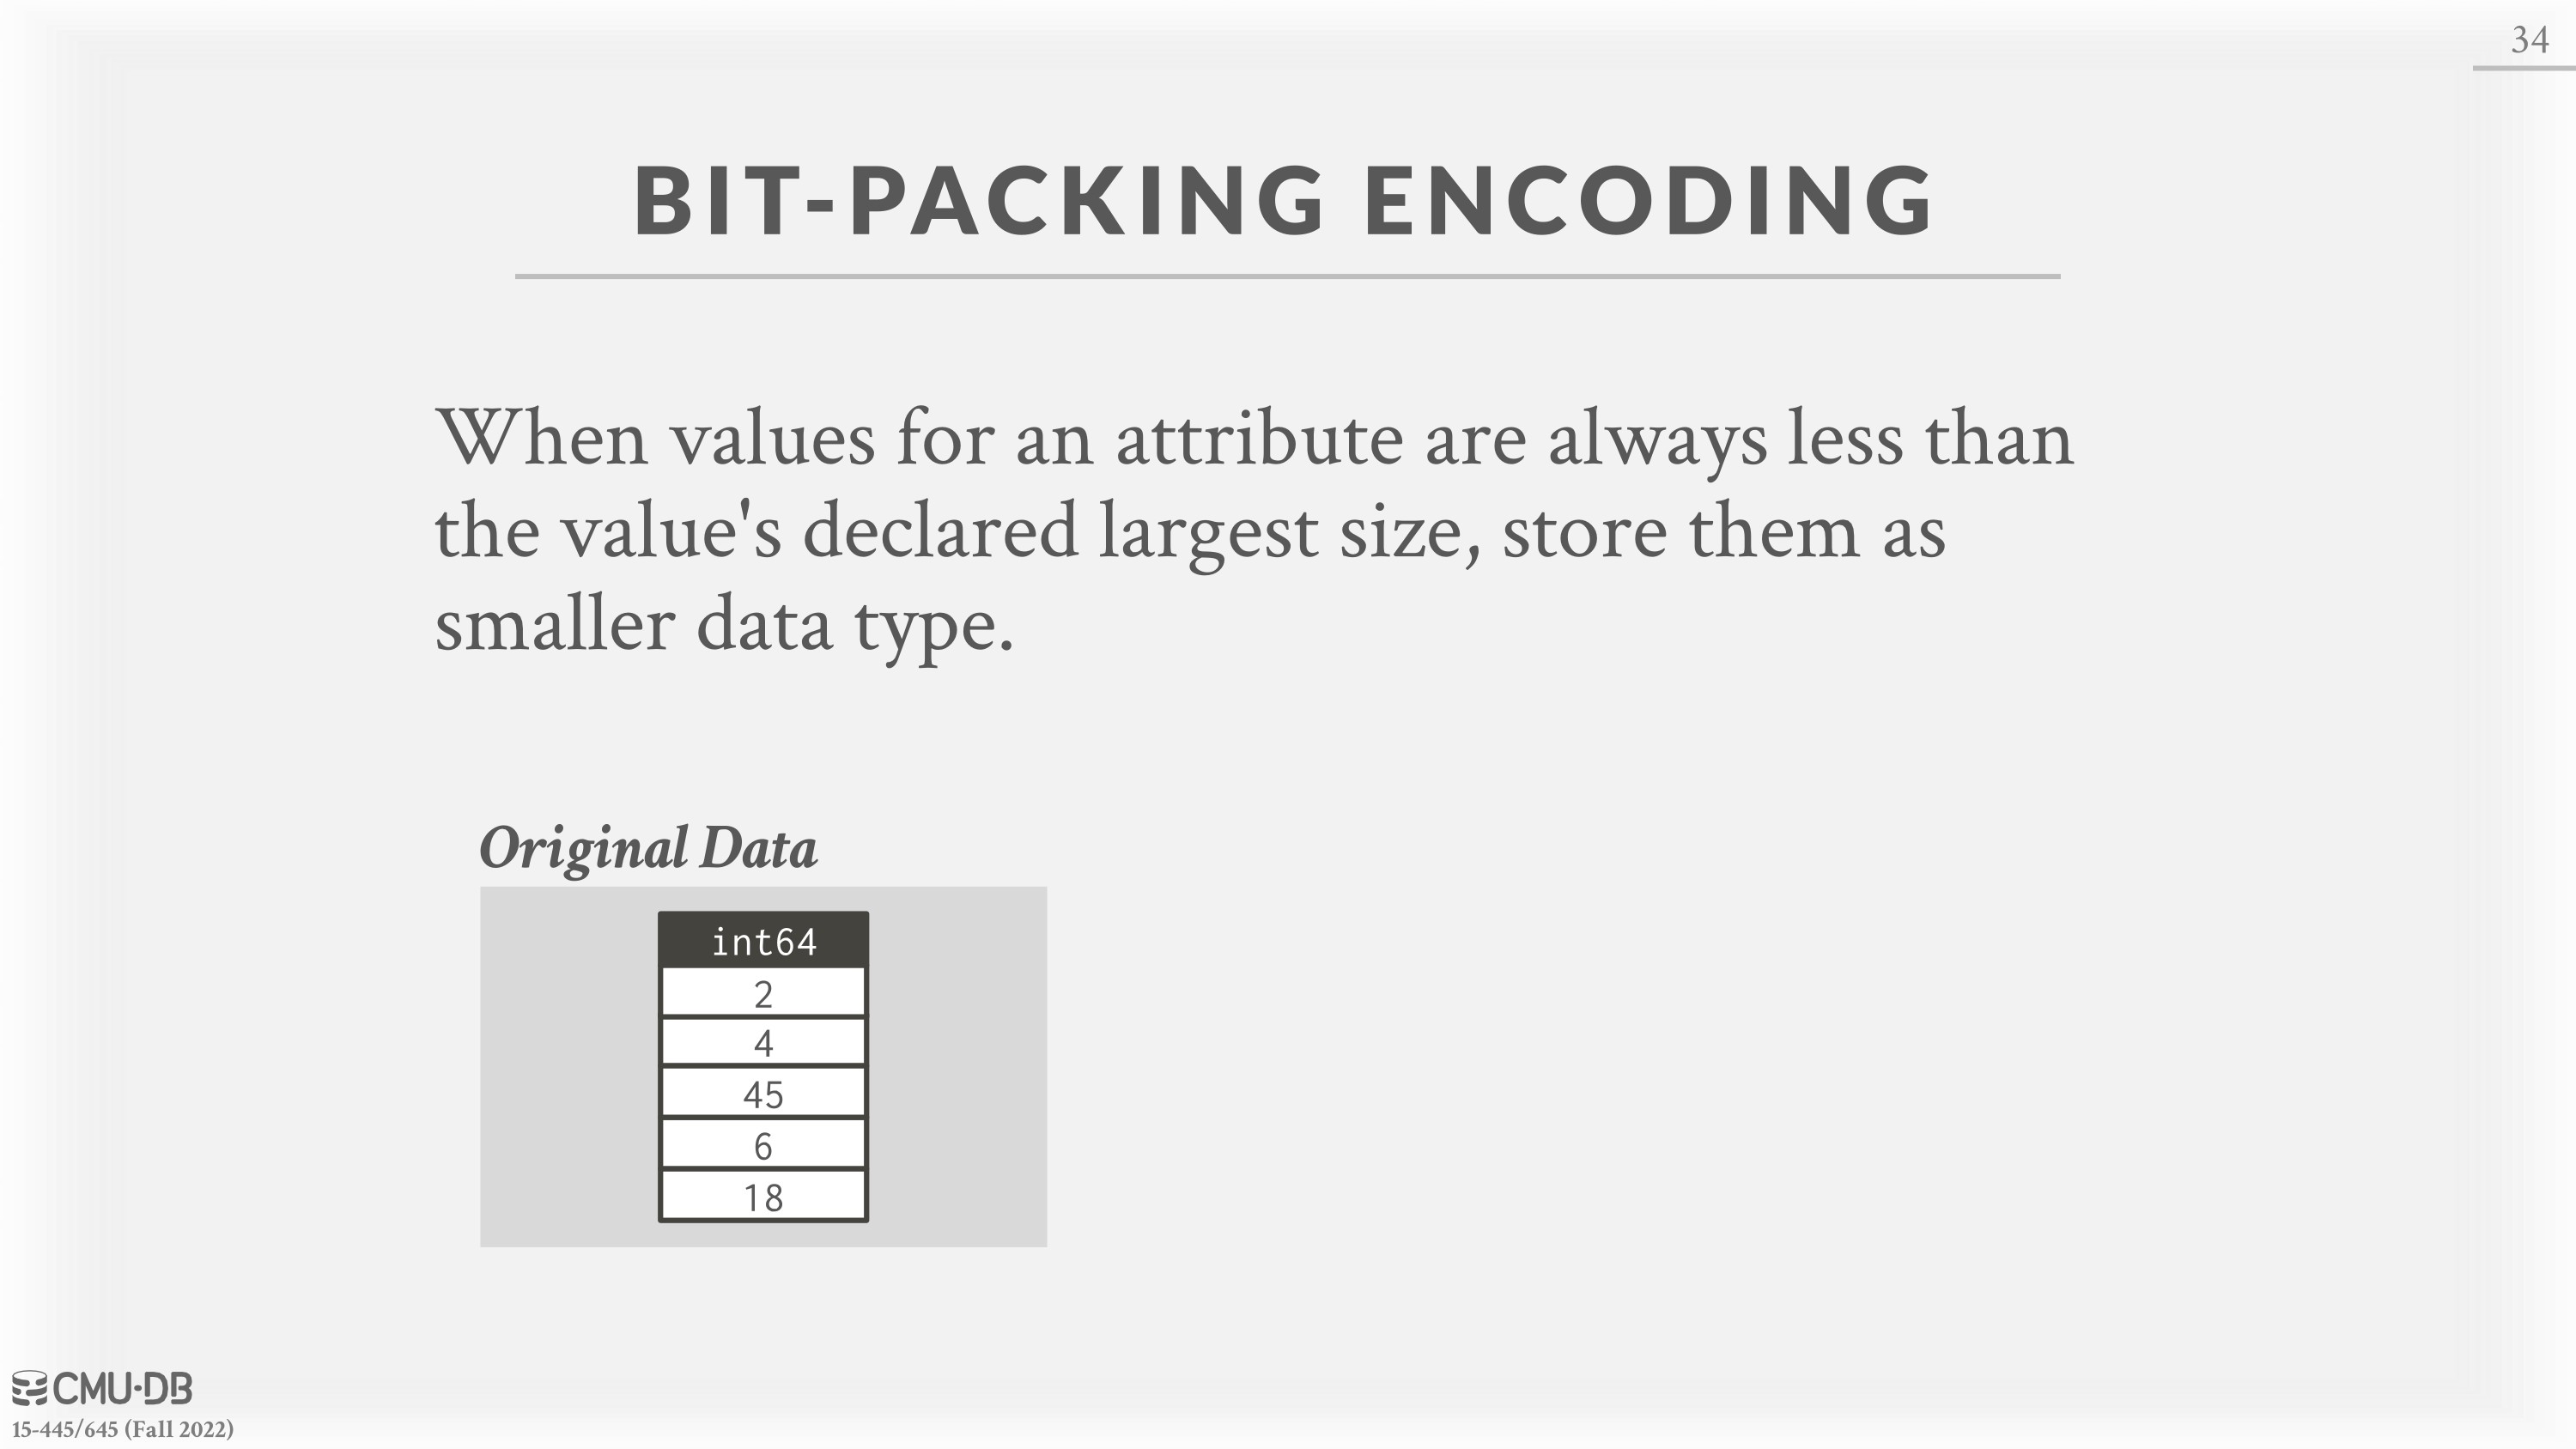 34
BIT-PACKING ENCODING
When values for an attribute are always less than
the value's declared largest size, store them as
smaller data type.
Original Data
int64
2
4
45
6
18
CMU·DB
15-445/645 (Fall 2022)